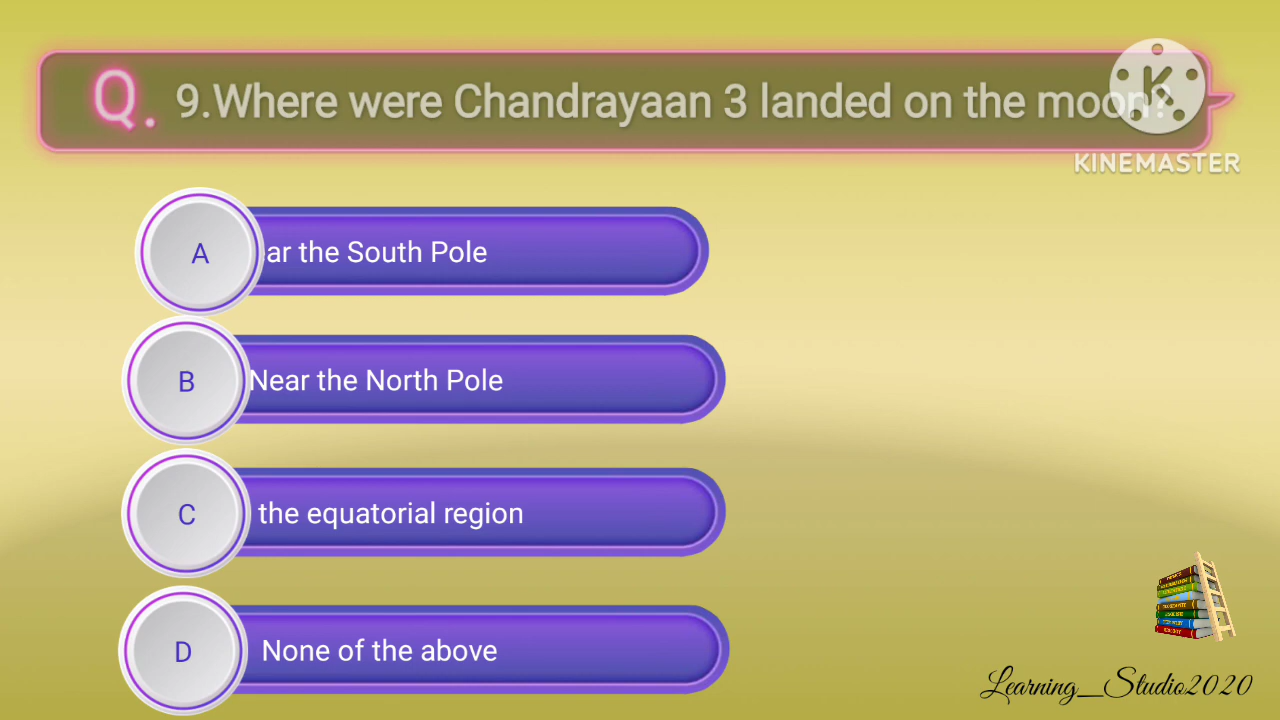 Q. 9.Where were Chandrayaan 3 landed on the moon?
KINEMASTER
A ar the South Pole
B Near the North Pole
C the equatorial region
D None of the above
Learning_Studio2020